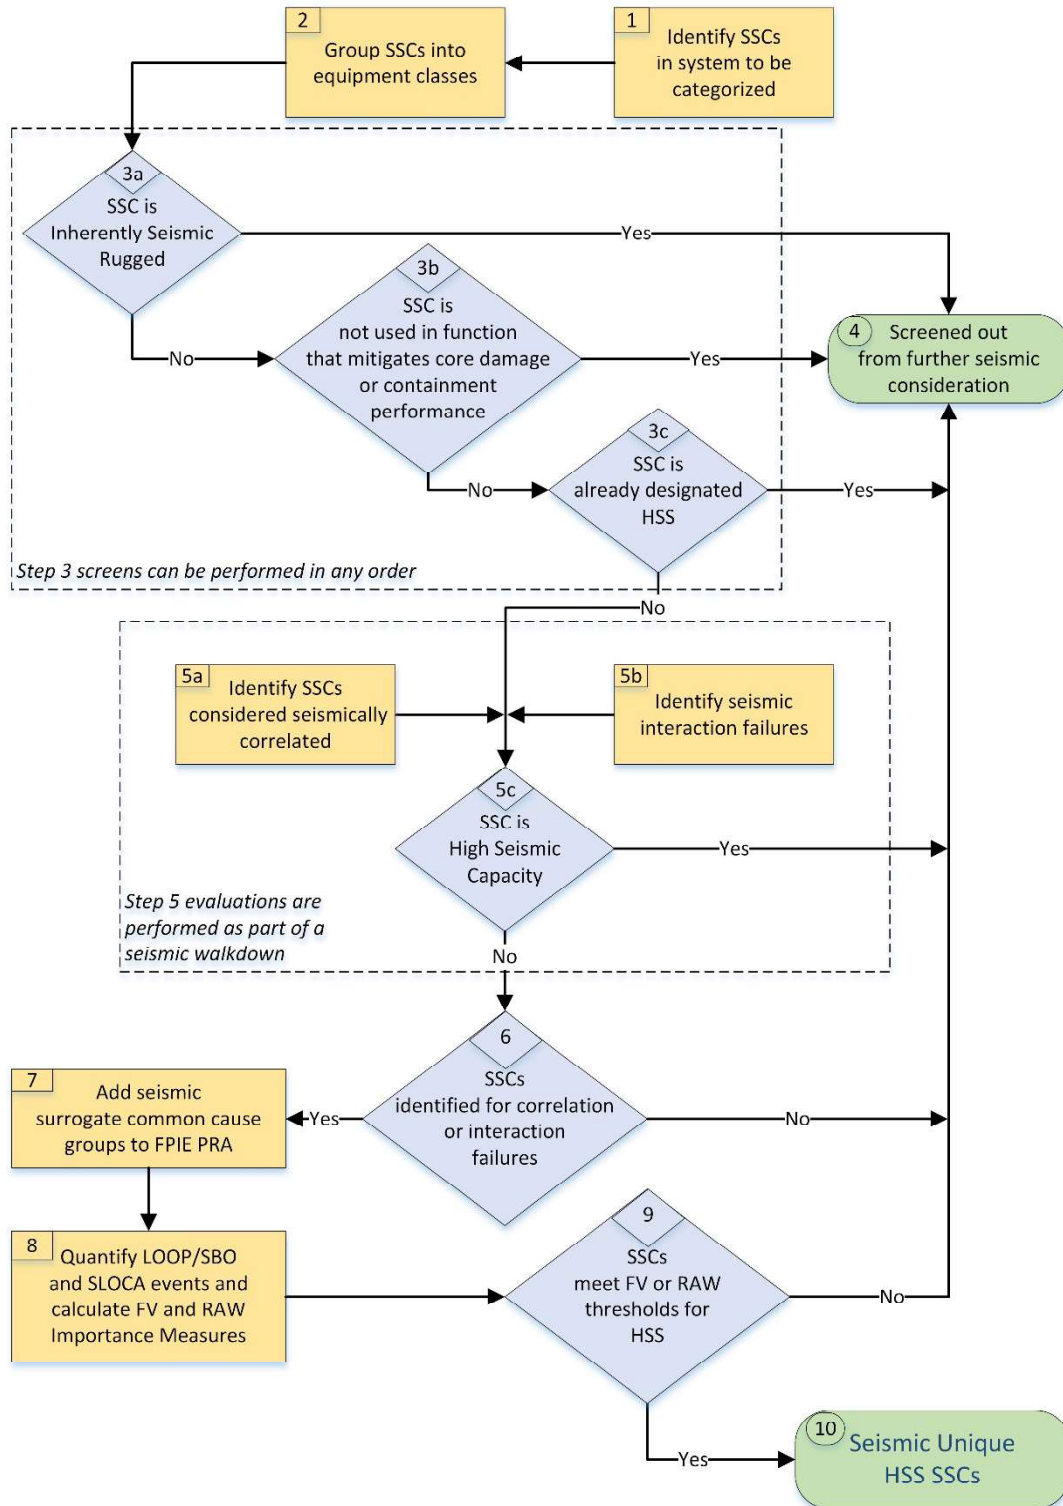 2
Group SSCs into
equipment classes
1
Identify SSCs
in system to be
categorized
3a
SSC is
Inherently Seismic
Rugged
Yes
No
3b
SSC is
not used in function
that mitigates core damage
or containment
performance
Yes
No
4
Screened out
from further seismic
consideration
3c
SSC is
already designated
HSS
Yes
No
Step 3 screens can be performed in any order
5a
Identify SSCs
considered seismically
correlated
5b
Identify seismic
interaction failures
5c
SSC is
High Seismic
Capacity
Yes
No
Step 5 evaluations are
performed as part of a
seismic walkdown
6
SSCs
identified for correlation
or interaction
failures
Yes
No
7
Add seismic
surrogate common cause
groups to FPIE PRA
8
Quantify LOOP/SBO
and SLOCA events and
calculate FV and RAW
Importance Measures
9
SSCs
meet FV or RAW
thresholds for
HSS
No
Yes
10
Seismic Unique
HSS SSCs